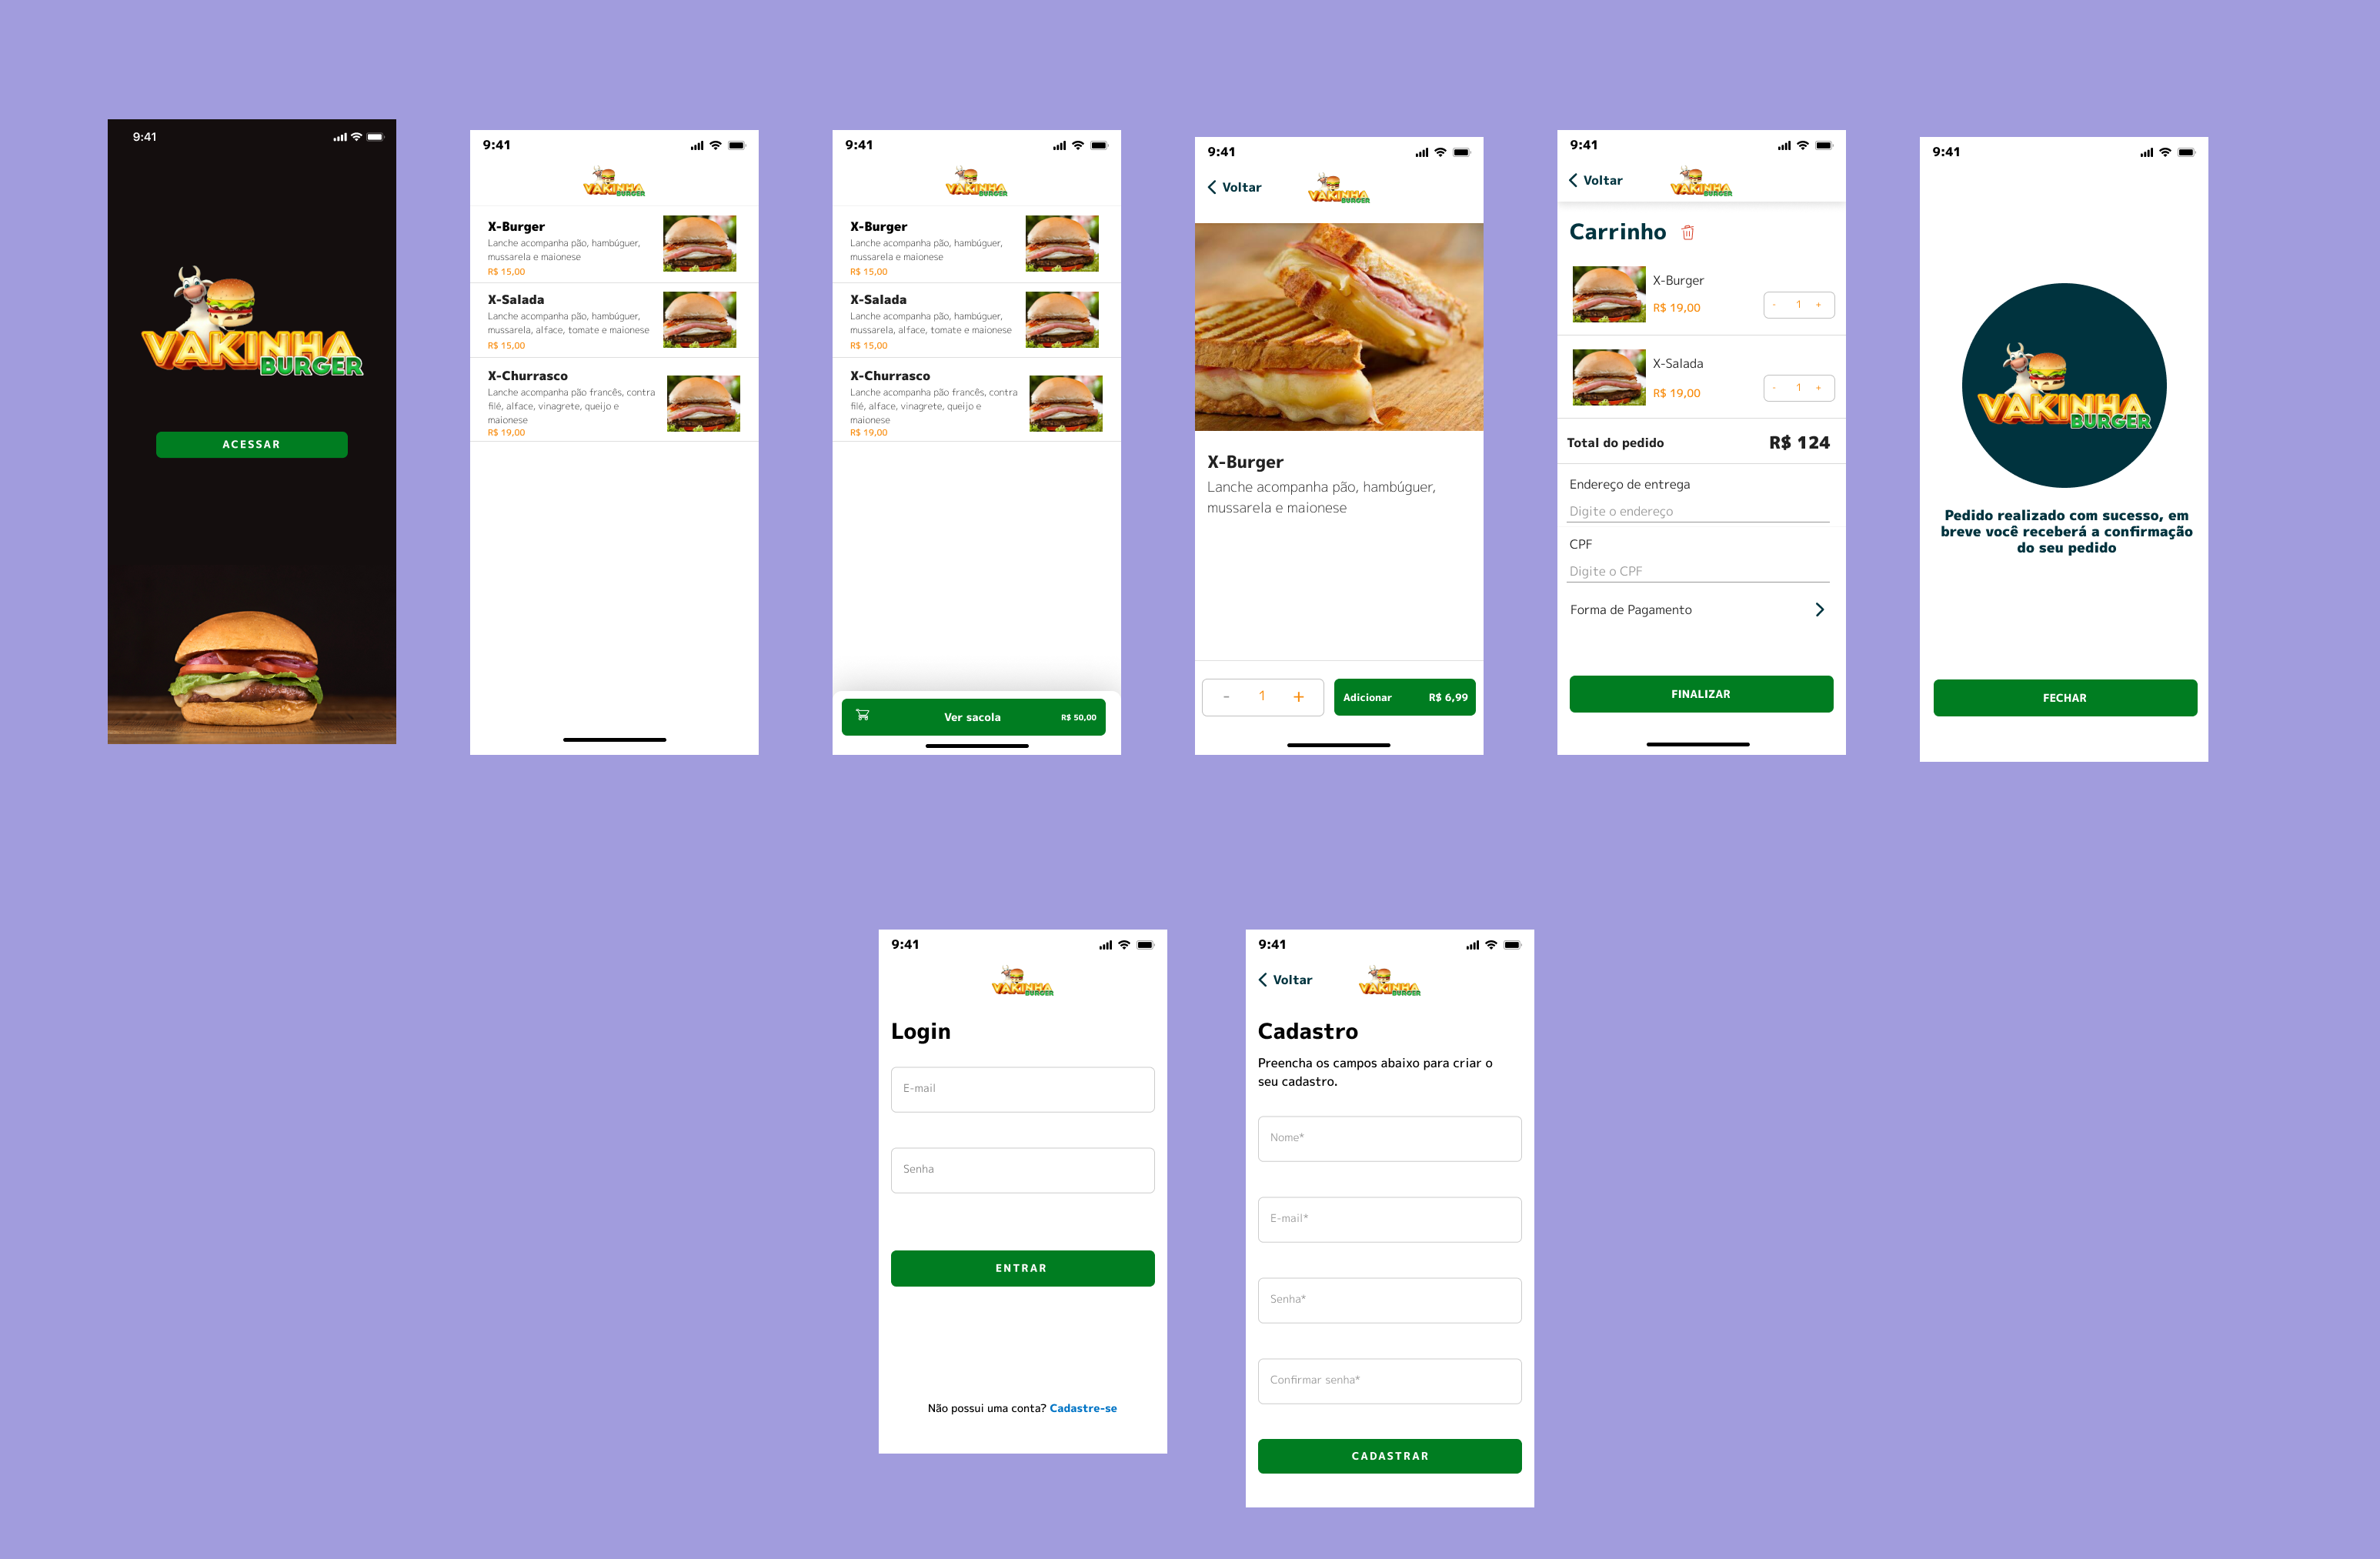 9:41
VAKINHA
BURGER
ACESSAR
9:41
VAKINHA
BURGER
X-Burger
Lanche acompanha pão, hambúguer,
mussarela e maionese
R$ 15,00
X-Salada
Lanche acompanha pão, hambúguer,
mussarela, alface, tomate e maionese
R$ 15,00
X-Churrasco
Lanche acompanha pão francês, contra
filé, alface, vinagrete, queijo e
maionese
R$ 19,00
9:41
VAKINHA
BURGER
X-Burger
Lanche acompanha pão, hambúguer,
mussarela e maionese
R$ 15,00
X-Salada
Lanche acompanha pão, hambúguer,
mussarela, alface, tomate e maionese
R$ 15,00
X-Churrasco
Lanche acompanha pão francês, contra
filé, alface, vinagrete, queijo e
maionese
R$ 19,00
Ver sacola R$ 50,00
9:41
Voltar
VAKINHA
BURGER
X-Burger
Lanche acompanha pão, hambúguer,
mussarela e maionese
- 1 +
Adicionar R$ 6,99
9:41
Voltar
VAKINHA
BURGER
Carrinho
X-Burger
R$ 19,00
- 1 +
X-Salada
R$ 19,00
- 1 +
Total do pedido R$ 124
Endereço de entrega
Digite o endereço
CPF
Digite o CPF
Forma de Pagamento
FINALIZAR
9:41
VAKINHA
BURGER
Pedido realizado com sucesso, em
breve você receberá a confirmação
do seu pedido
FECHAR
9:41
VAKINHA
BURGER
Login
E-mail
Senha
ENTRAR
Não possui uma conta? Cadastre-se
9:41
Voltar
VAKINHA
BURGER
Cadastro
Preencha os campos abaixo para criar o
seu cadastro.
Nome*
E-mail*
Senha*
Confirmar senha*
CADASTRAR